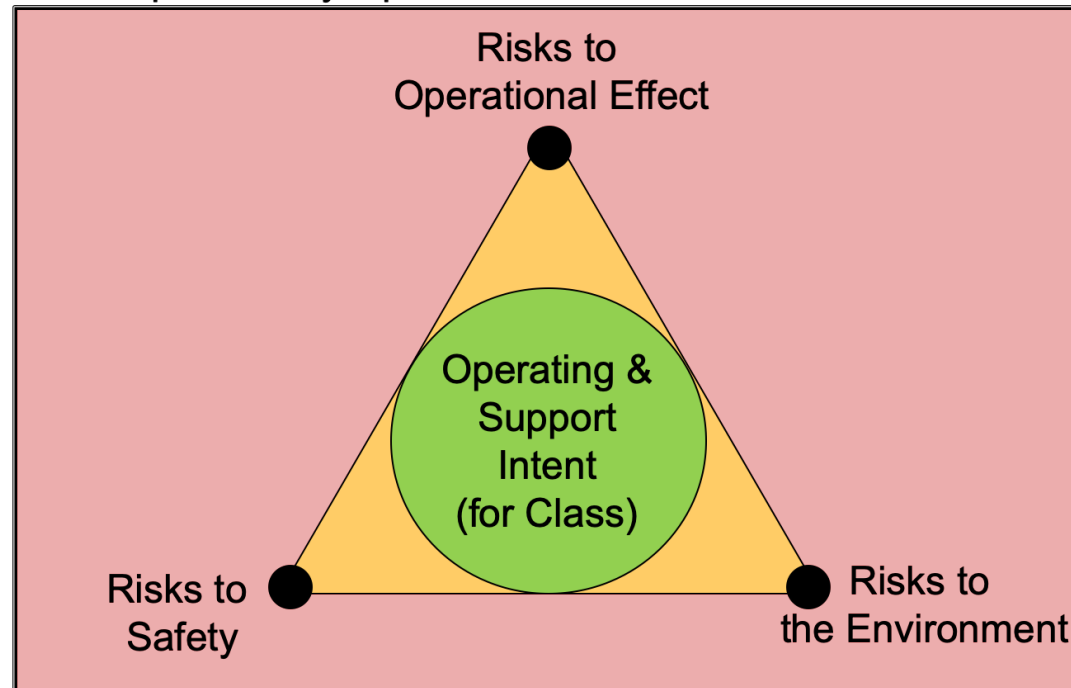 Risks to
Operational Effect
Operating &
Support
Intent
(for Class)
Risks to
Safety
Risks to
the Environment